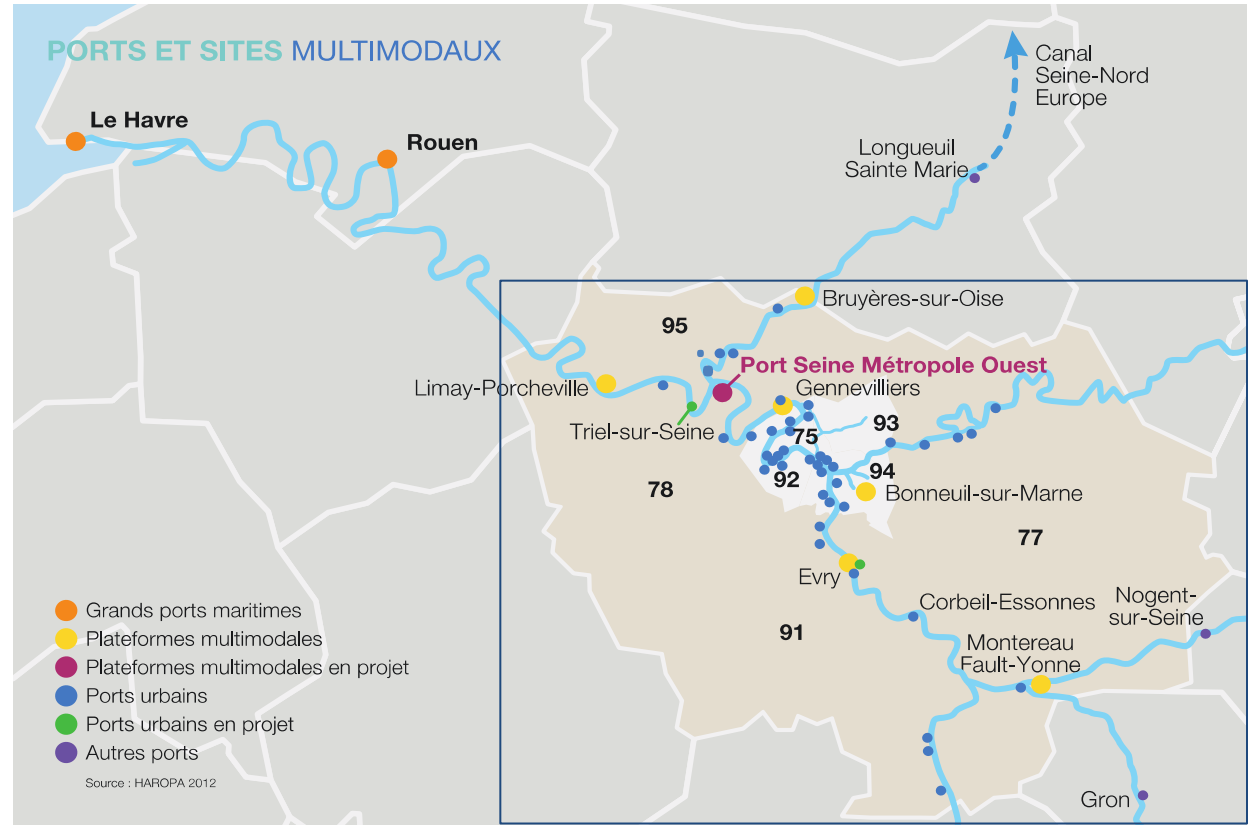 PORTS ET SITES MULTIMODAUX
Canal
Seine-Nord
Europe
Le Havre
Rouen
Longueuil
Sainte Marie
Bruyères-sur-Oise
95
Port Seine Métropole Ouest
Limay-Porcheville
Gennevilliers
Triel-sur-Seine
93
75
94
92
78
Bonneuil-sur-Marne
77
Evry
Corbeil-Essonnes
Nogent-
sur-Seine
91
Montereau
Fault-Yonne
Gron
Grands ports maritimes
Plateformes multimodales
Plateformes multimodales en projet
Ports urbains
Ports urbains en projet
Autres ports
Source : HAROPA 2012